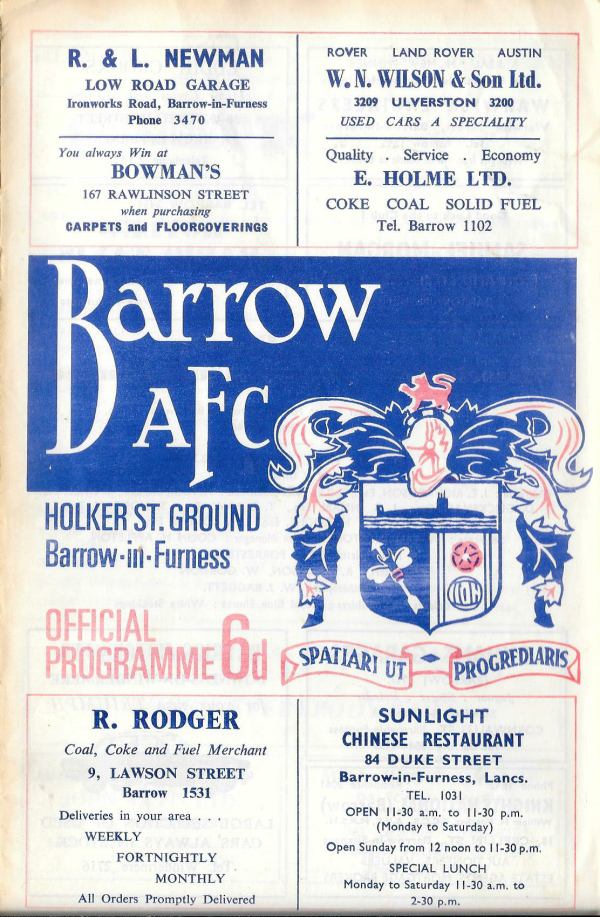 R. & L. NEWMAN
LOW ROAD GARAGE
Ironworks Road, Barrow-in-Furness
Phone 3470
You always Win at
BOWMAN'S
167 RAWLINSON STREET
when purchasing
CARPETS and FLOORCOVERINGS
ROVER LAND ROVER AUSTIN
W. N. WILSON & Son Ltd.
3209 ULVERSTON 3200
USED CARS A SPECIALITY
Quality . Service . Economy
E. HOLME LTD.
COKE COAL SOLID FUEL
Tel. Barrow 1102
Barrow
AFC
HOLKER ST. GROUND
Barrow-in-Furness
OFFICIAL
PROGRAMME 6d
SPATIARI UT PROGREDIARIS
R. RODGER
Coal, Coke and Fuel Merchant
9, LAWSON STREET
Barrow 1531
Deliveries in your area . . .
WEEKLY
FORTNIGHTLY
MONTHLY
All Orders Promptly Delivered
SUNLIGHT
CHINESE RESTAURANT
84 DUKE STREET
Barrow-in-Furness, Lancs.
TEL. 1031
OPEN 11-30 a.m. to 11-30 p.m.
(Monday to Saturday)
Open Sunday from 12 noon to 11-30 p.m.
SPECIAL LUNCH
Monday to Saturday 11-30 a.m. to
2-30 p.m.